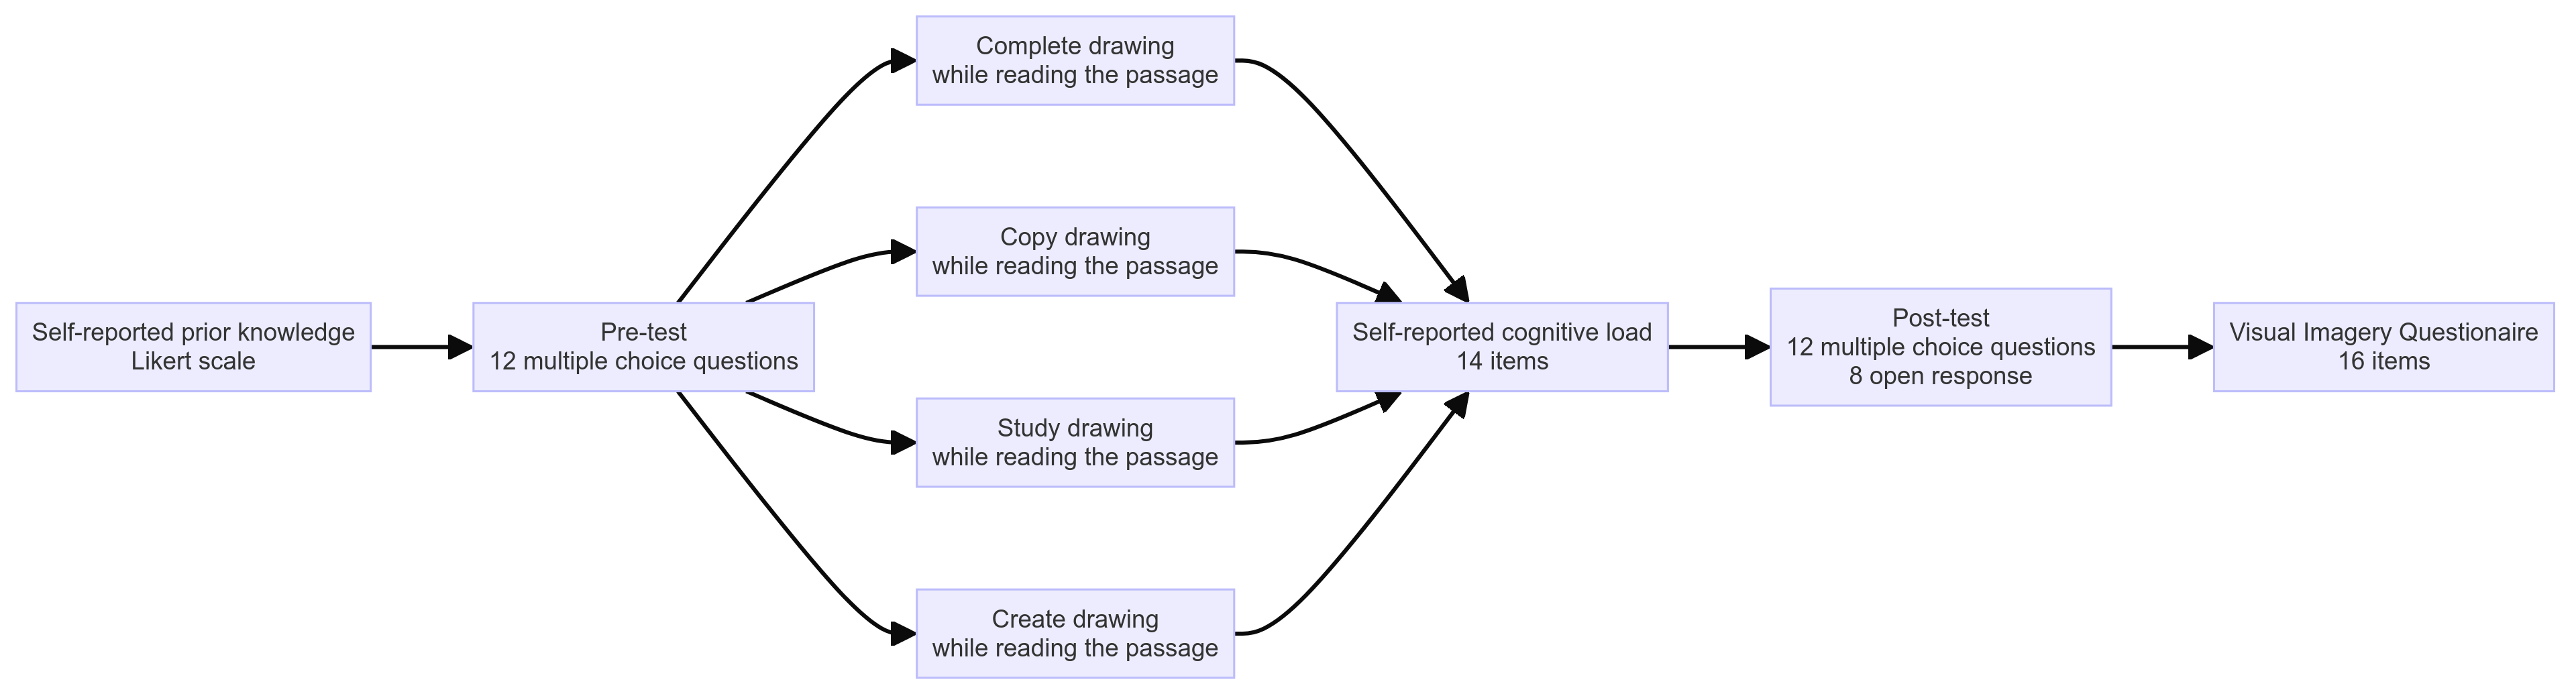 Self-reported prior knowledge
Likert scale
Pre-test
12 multiple choice questions
Complete drawing
while reading the passage
Copy drawing
while reading the passage
Study drawing
while reading the passage
Create drawing
while reading the passage
Self-reported cognitive load
14 items
Post-test
12 multiple choice questions
8 open response
Visual Imagery Questionaire
16 items